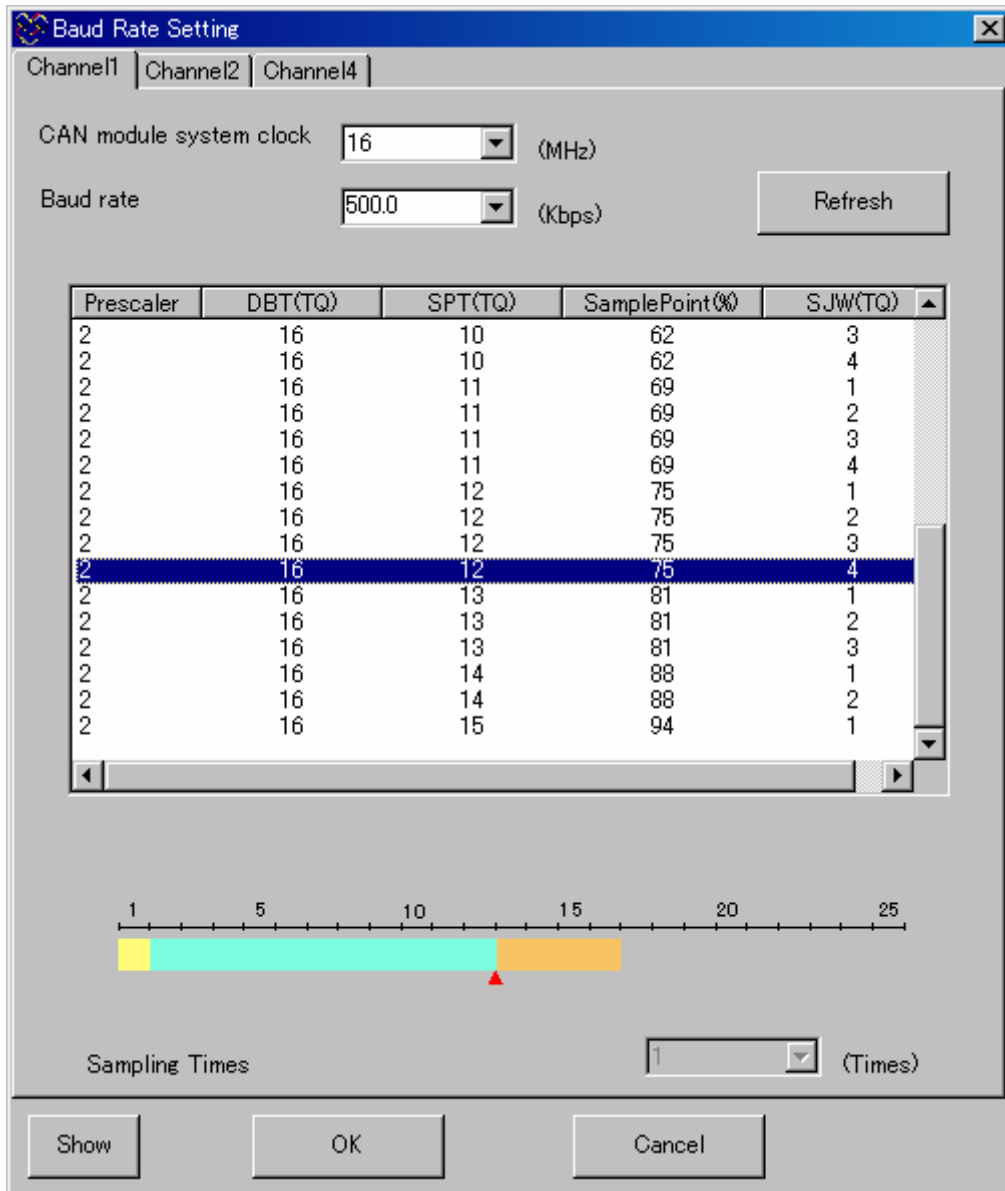 Baud Rate Setting
Channel1 Channel2 Channel4
CAN module system clock 16 (MHz)
Baud rate 500.0 (Kbps)
Refresh
Prescaler DBT(TQ) SPT(TQ) SamplePoint(%) SJW(TQ)
2 16 10 62 3
2 16 10 62 4
2 16 11 69 1
2 16 11 69 2
2 16 11 69 3
2 16 11 69 4
2 16 12 75 1
2 16 12 75 2
2 16 12 75 3
2 16 12 75 4
2 16 13 81 1
2 16 13 81 2
2 16 13 81 3
2 16 14 88 1
2 16 14 88 2
2 16 15 94 1
1 5 10 15 20 25
Sampling Times 1 (Times)
Show OK Cancel